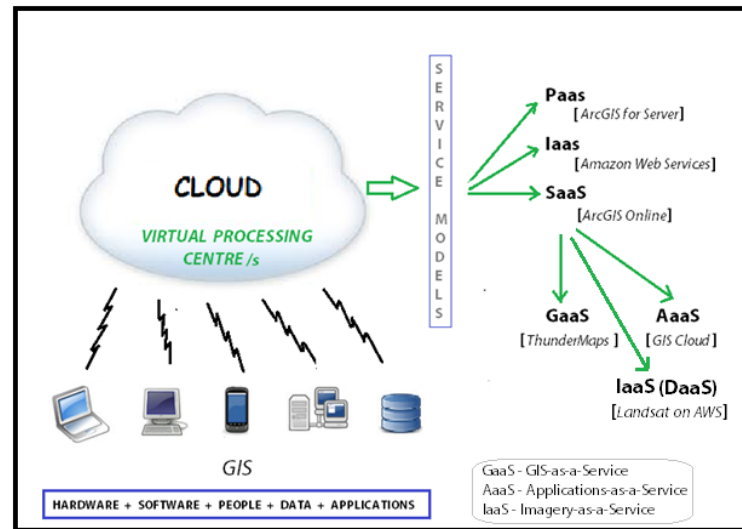 CLOUD
VIRTUAL PROCESSING
CENTRE/s
SERVICE MODELS
Paas
[ArcGIS for Server]
Iaas
[Amazon Web Services]
SaaS
[ArcGIS Online]
GaaS
[ThunderMaps]
AaaS
[GIS Cloud]
IaaS (DaaS)
[Landsat on AWS]
GIS
HARDWARE + SOFTWARE + PEOPLE + DATA + APPLICATIONS
GaaS - GIS-as-a-Service
AaaS - Applications-as-a-Service
IaaS - Imagery-as-a-Service